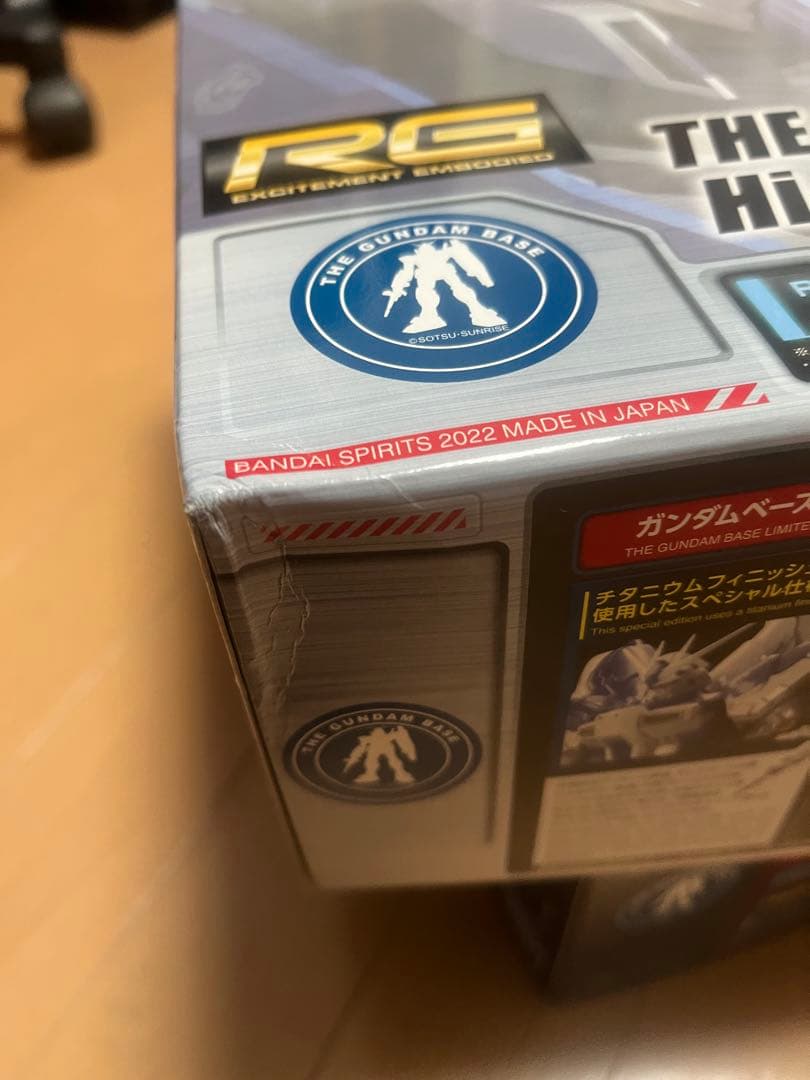 RG
EXCITEMENT EMBODIED
THE
Hi
THE GUNDAM BASE
©SOTSU・SUNRISE
BANDAI SPIRITS 2022 MADE IN JAPAN
ガンダムベース
THE GUNDAM BASE LIMITE
チタニウムフィニッシュ
使用したスペシャル仕様
This special edition uses a titanium
THE GUNDAM BASE